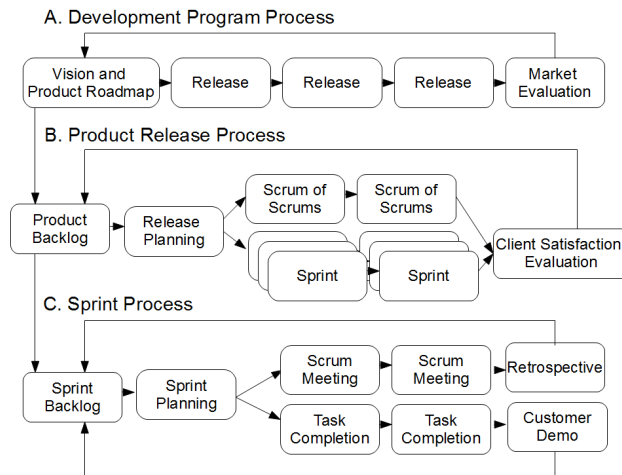 A. Development Program Process
Vision and
Product Roadmap
Release
Release
Release
Market
Evaluation
B. Product Release Process
Product
Backlog
Release
Planning
Scrum of
Scrums
Scrum of
Scrums
Sprint
Sprint
Client Satisfaction
Evaluation
C. Sprint Process
Sprint
Backlog
Sprint
Planning
Scrum
Meeting
Scrum
Meeting
Retrospective
Task
Completion
Task
Completion
Customer
Demo